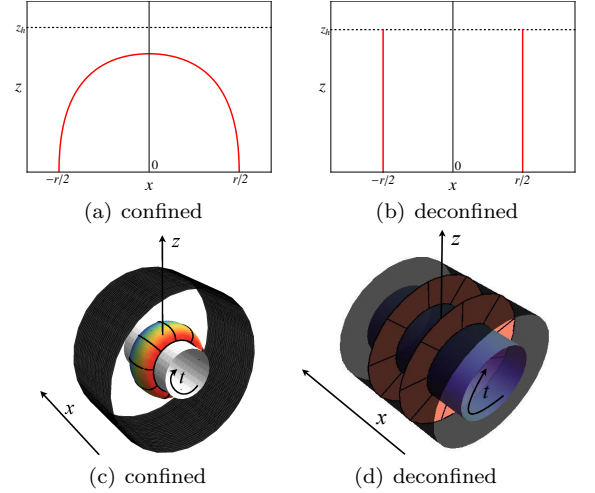 z_h
z
0
−r/2
r/2
x
(a) confined
z_h
z
0
−r/2
r/2
x
(b) deconfined
z
t
x
(c) confined
z
t
x
(d) deconfined